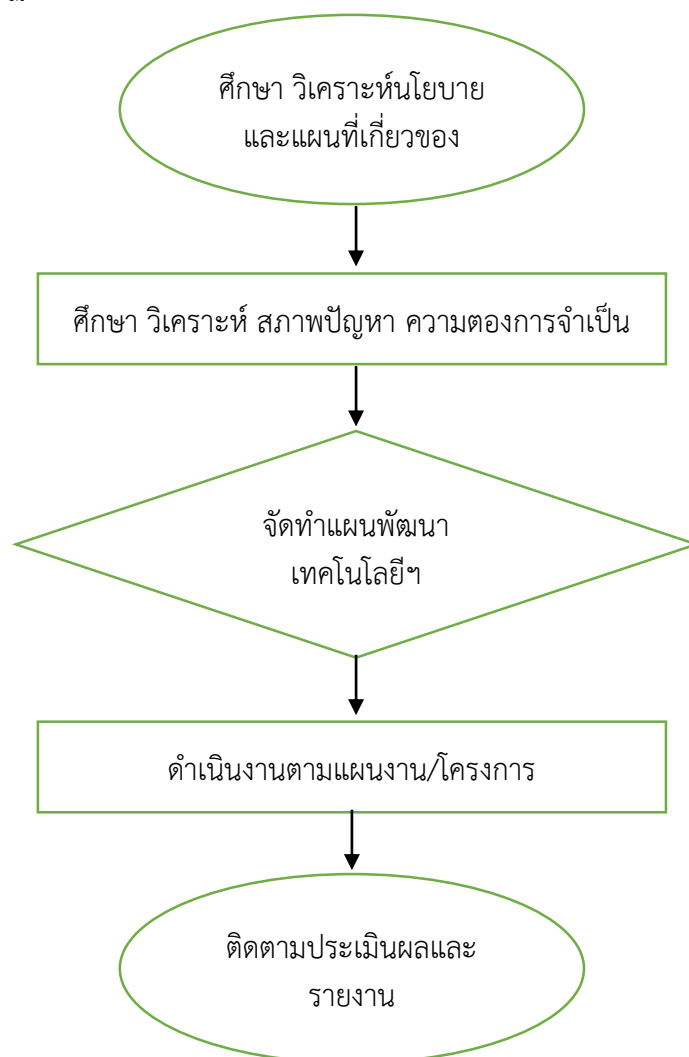 ศึกษา วิเคราะห์นโยบาย
และแผนที่เกี่ยวของ
ศึกษา วิเคราะห์ สภาพปัญหา ความตองการจำเป็น
จัดทำแผนพัฒนา
เทคโนโลยีฯ
ดำเนินงานตามแผนงาน/โครงการ
ติดตามประเมินผลและ
รายงาน